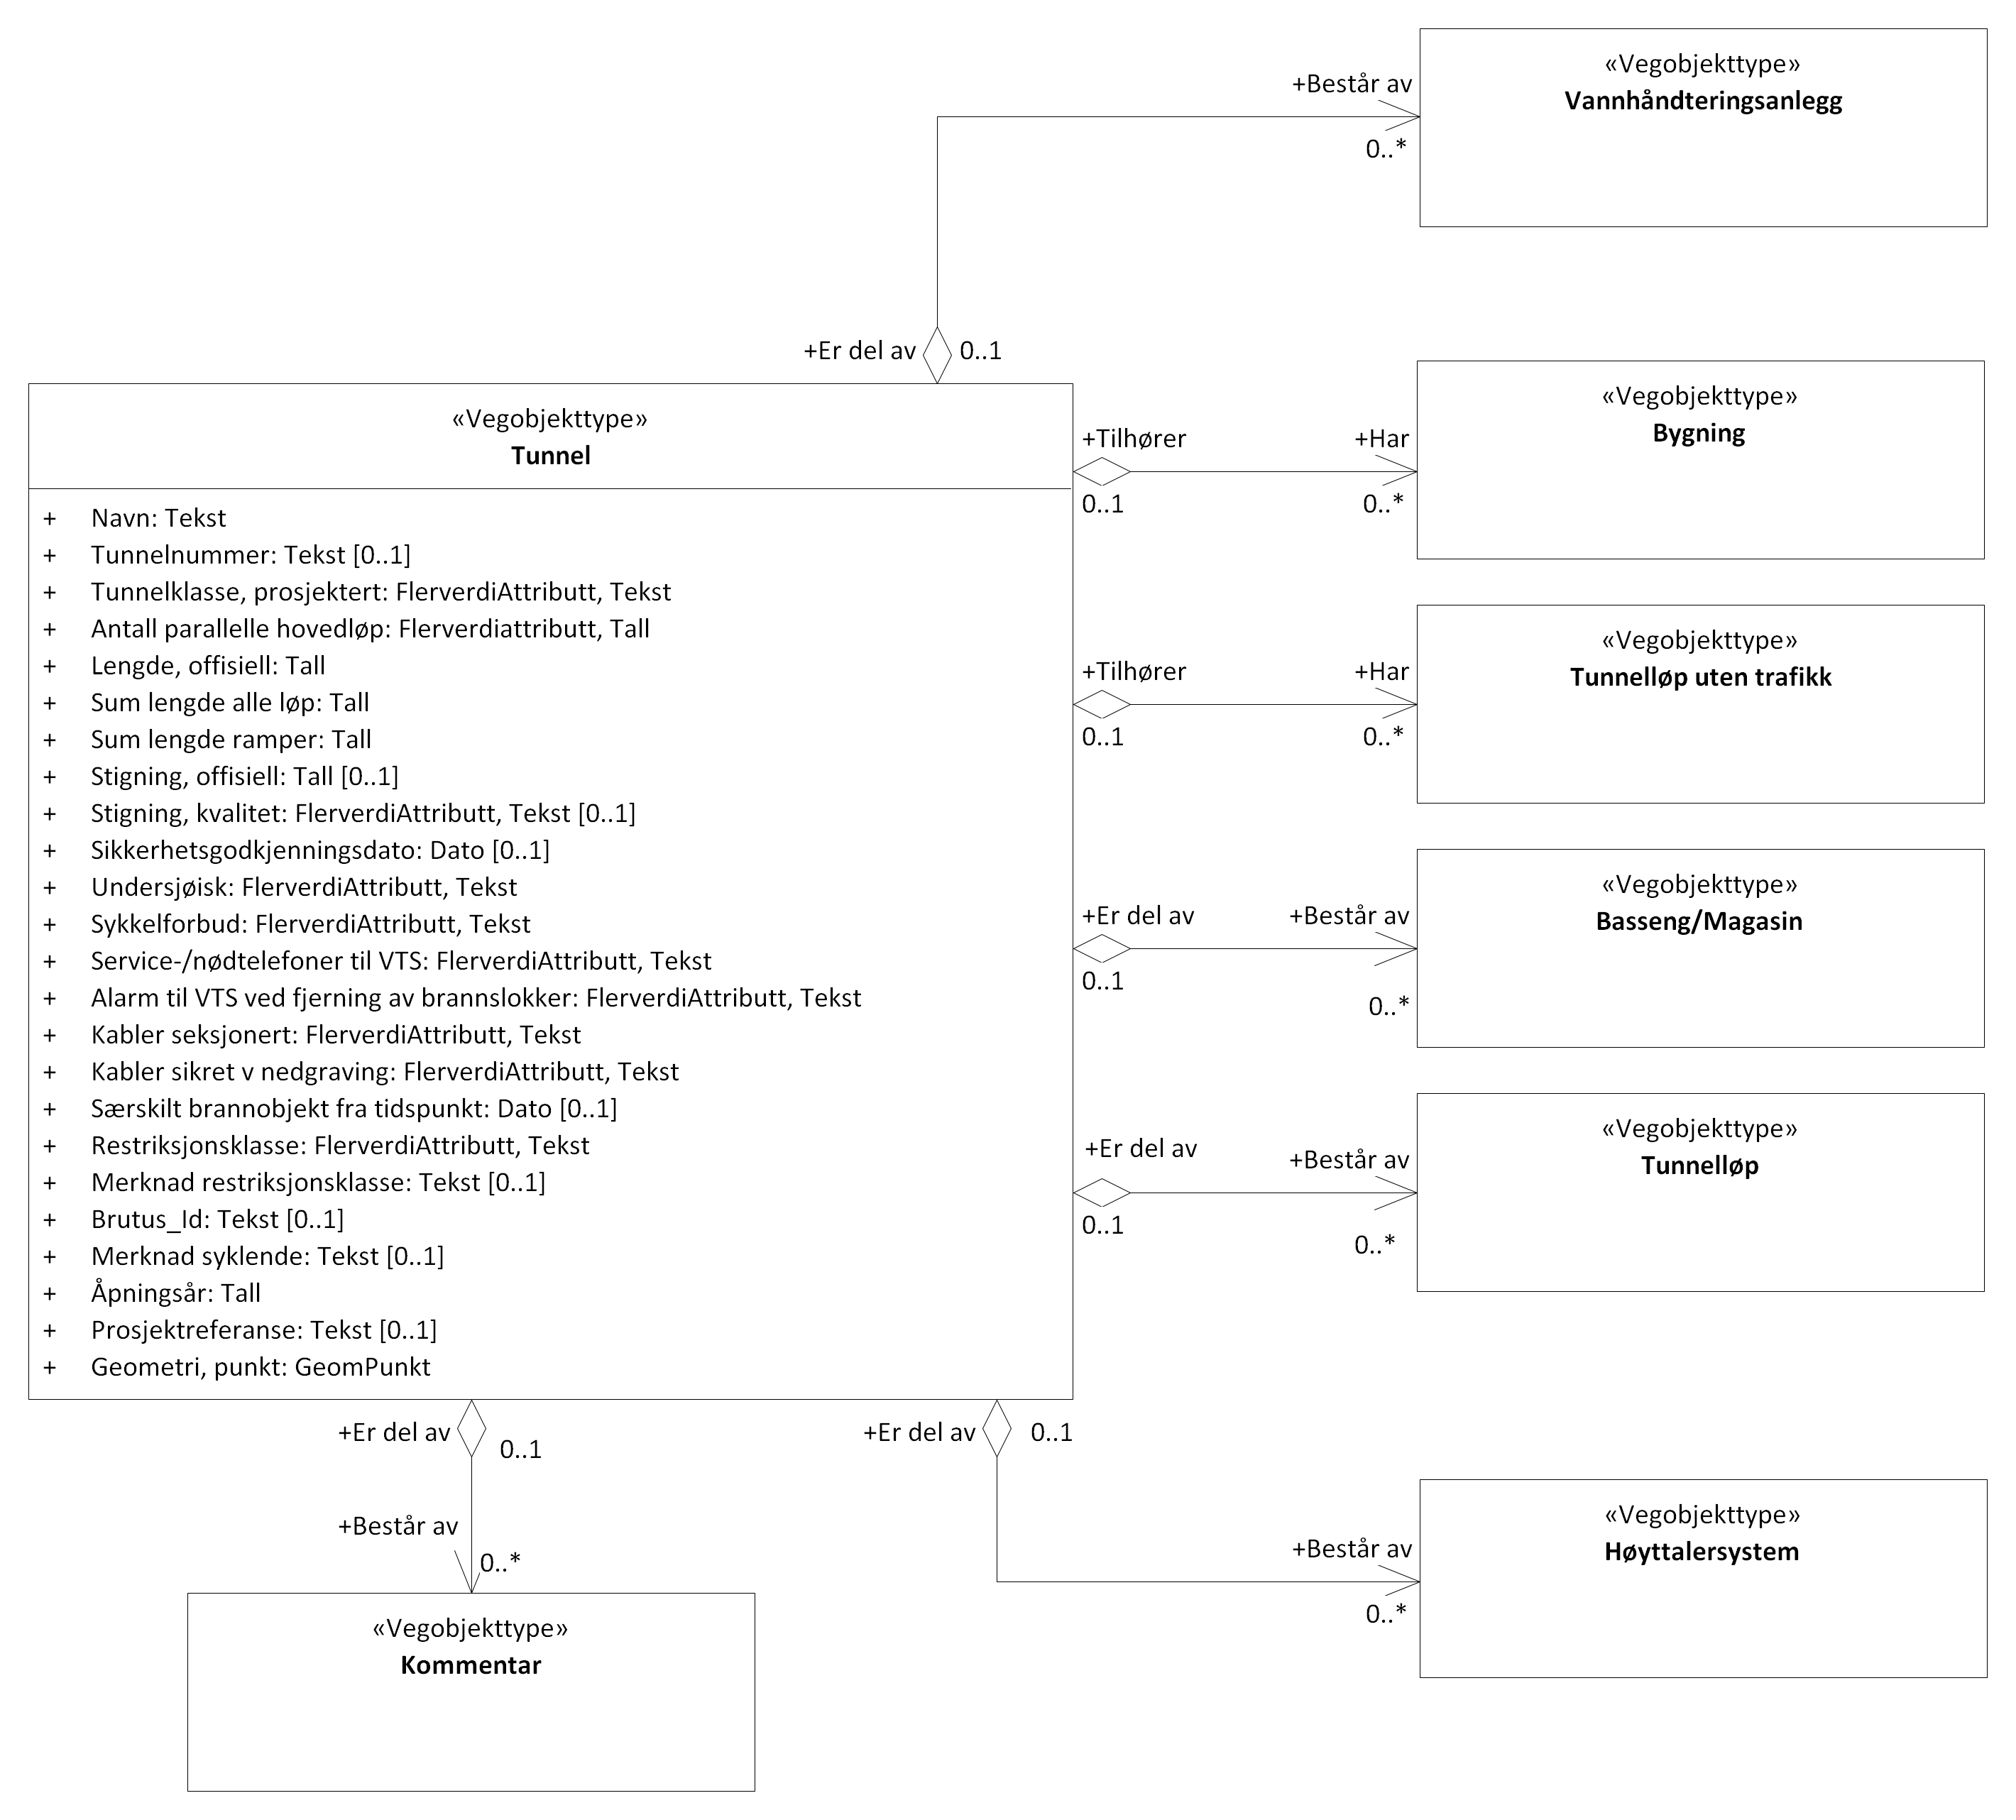 +Består av
0..*
«Vegobjekttype»
Vannhåndteringsanlegg
+Er del av
0..1
«Vegobjekttype»
Tunnel
+ Navn: Tekst
+ Tunnelnummer: Tekst [0..1]
+ Tunnelklasse, prosjektert: FlerverdiAttributt, Tekst
+ Antall parallelle hovedløp: Flerverdiattributt, Tall
+ Lengde, offisiell: Tall
+ Sum lengde alle løp: Tall
+ Sum lengde ramper: Tall
+ Stigning, offisiell: Tall [0..1]
+ Stigning, kvalitet: FlerverdiAttributt, Tekst [0..1]
+ Sikkerhetsgodkjenningsdato: Dato [0..1]
+ Undersjøisk: FlerverdiAttributt, Tekst
+ Sykkelforbud: FlerverdiAttributt, Tekst
+ Service-/nødtelefoner til VTS: FlerverdiAttributt, Tekst
+ Alarm til VTS ved fjerning av brannslokker: FlerverdiAttributt, Tekst
+ Kabler seksjonert: FlerverdiAttributt, Tekst
+ Kabler sikret v nedgraving: FlerverdiAttributt, Tekst
+ Særskilt brannobjekt fra tidspunkt: Dato [0..1]
+ Restriksjonsklasse: FlerverdiAttributt, Tekst
+ Merknad restriksjonsklasse: Tekst [0..1]
+ Brutus_Id: Tekst [0..1]
+ Merknad syklende: Tekst [0..1]
+ Åpningsår: Tall
+ Prosjektreferanse: Tekst [0..1]
+ Geometri, punkt: GeomPunkt
+Tilhører
0..1
+Har
0..*
«Vegobjekttype»
Bygning
+Tilhører
0..1
+Har
0..*
«Vegobjekttype»
Tunnelløp uten trafikk
+Er del av
0..1
+Består av
0..*
«Vegobjekttype»
Basseng/Magasin
+Er del av
0..1
+Består av
0..*
«Vegobjekttype»
Tunnelløp
+Er del av
0..1
+Består av
0..*
«Vegobjekttype»
Kommentar
+Er del av
0..1
+Består av
0..*
«Vegobjekttype»
Høyttalersystem